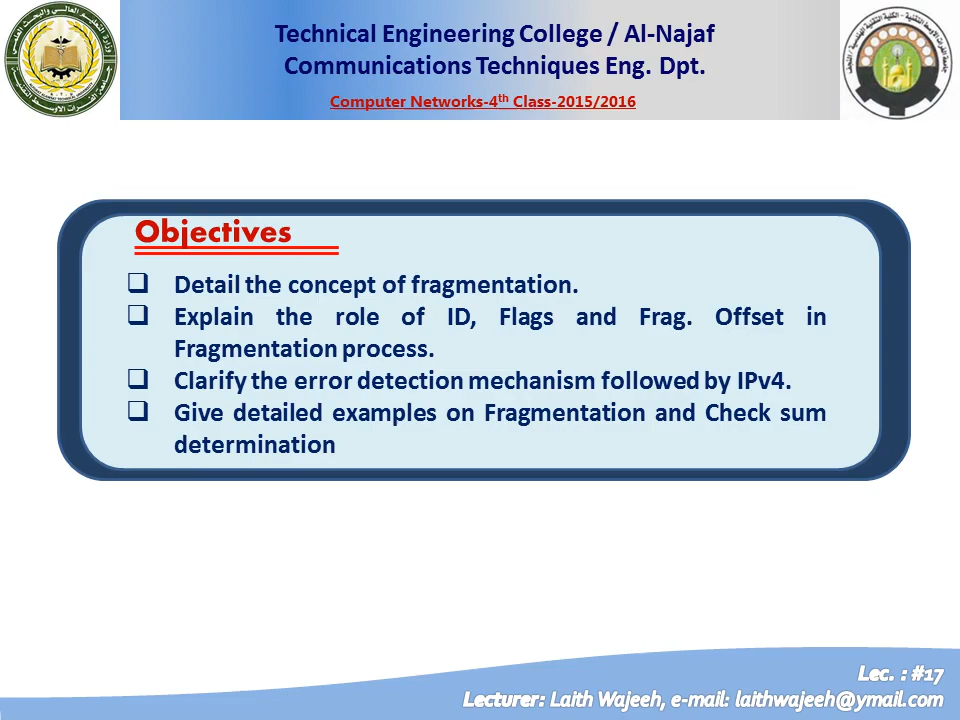 Technical Engineering College / Al-Najaf
Communications Techniques Eng. Dpt.
Computer Networks-4th Class-2015/2016
Objectives
❑ Detail the concept of fragmentation.
❑ Explain the role of ID, Flags and Frag. Offset in
Fragmentation process.
❑ Clarify the error detection mechanism followed by IPv4.
❑ Give detailed examples on Fragmentation and Check sum
determination
Lec. : #17
Lecturer: Laith Wajeeh, e-mail: laithwajeeh@ymail.com